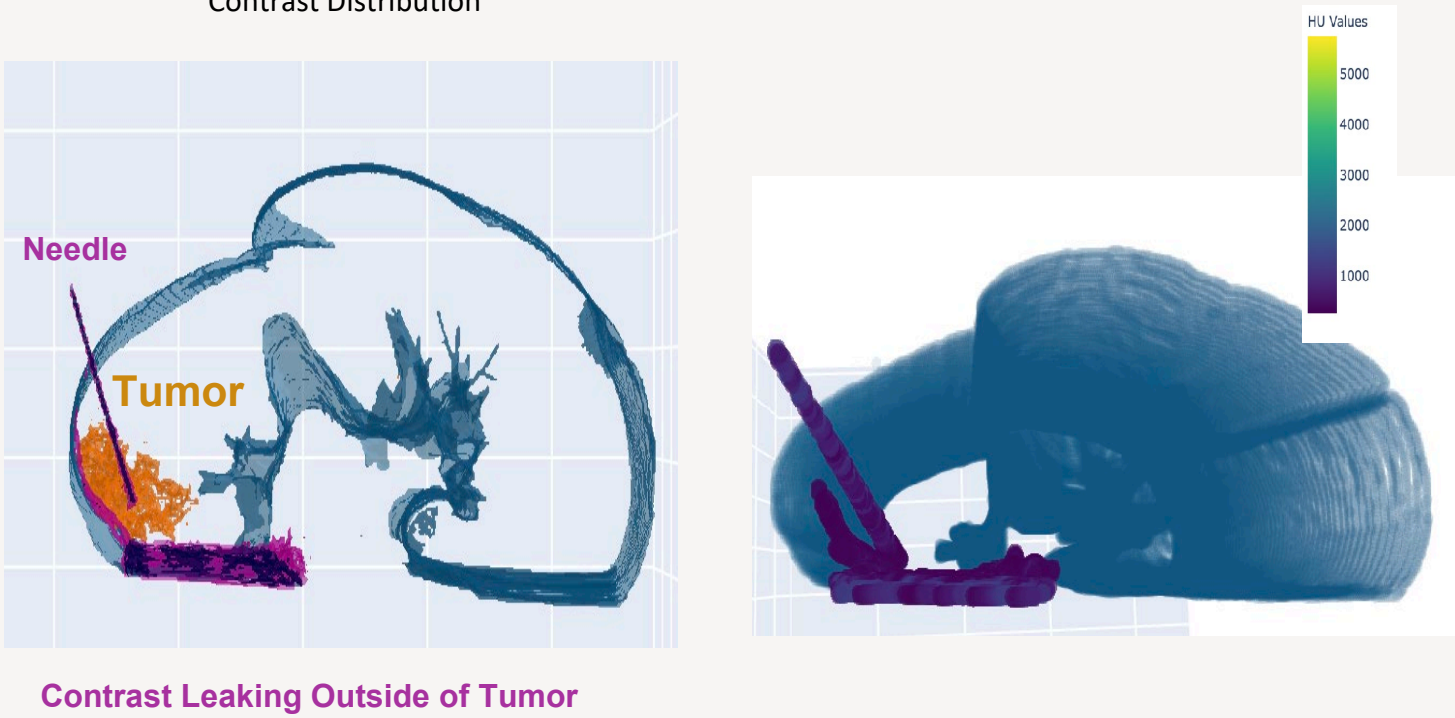 Contrast Distribution
HU Values
5000
4000
3000
2000
1000
Needle
Tumor
Contrast Leaking Outside of Tumor